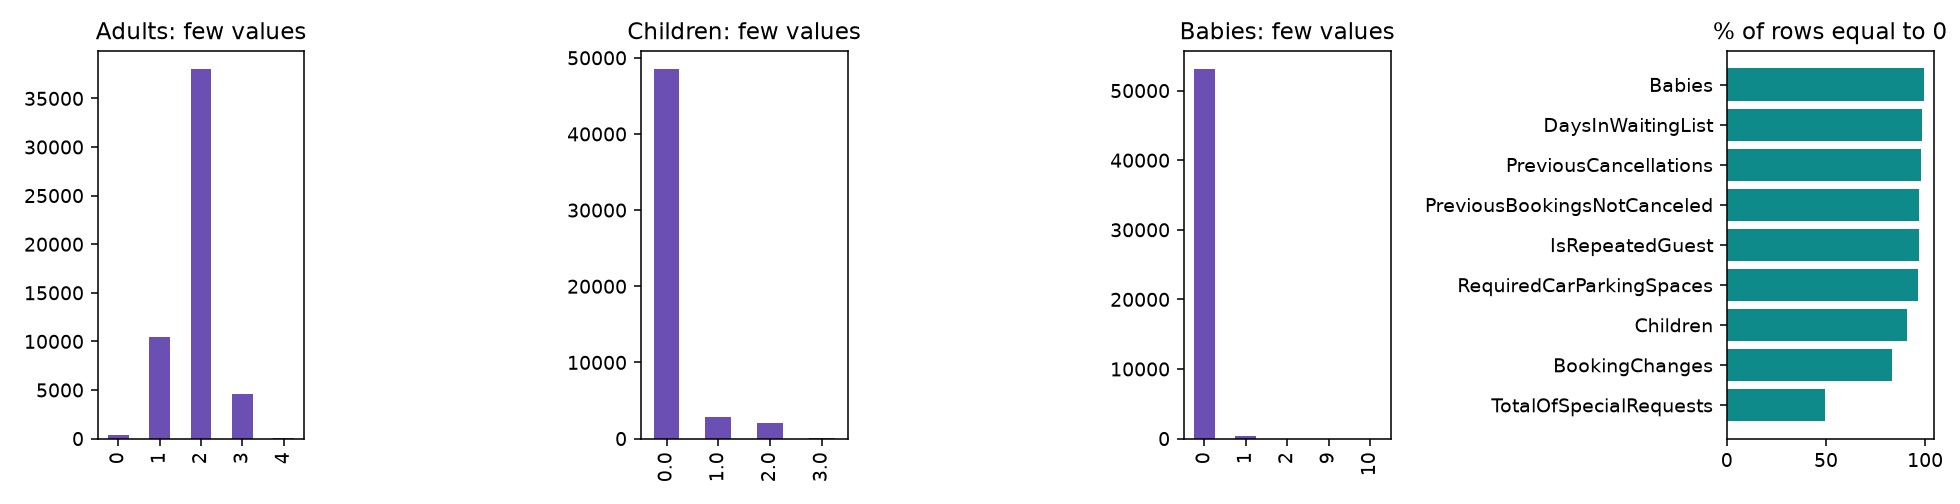 Adults: few values
35000
30000
25000
20000
15000
10000
5000
0
0 1 2 3 4
Children: few values
50000
40000
30000
20000
10000
0
0.0 1.0 2.0 3.0
Babies: few values
50000
40000
30000
20000
10000
0
0 1 2 9 10
% of rows equal to 0
Babies
DaysInWaitingList
PreviousCancellations
PreviousBookingsNotCanceled
IsRepeatedGuest
RequiredCarParkingSpaces
Children
BookingChanges
TotalOfSpecialRequests
0 50 100